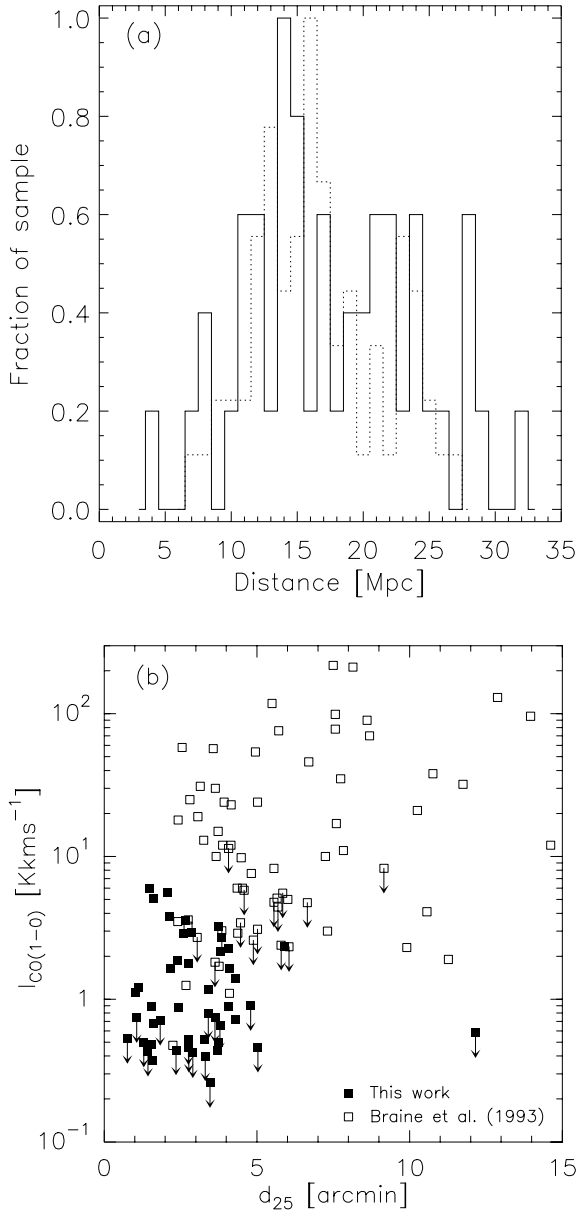 (a)
1.0
0.8
0.6
0.4
0.2
0.0
Fraction of sample
0 5 10 15 20 25 30 35
Distance [Mpc]
(b)
10²
10¹
10⁰
10⁻¹
I_CO(1-0) [Kkms⁻¹]
This work
Braine et al. (1993)
0 5 10 15
d₂₅ [arcmin]